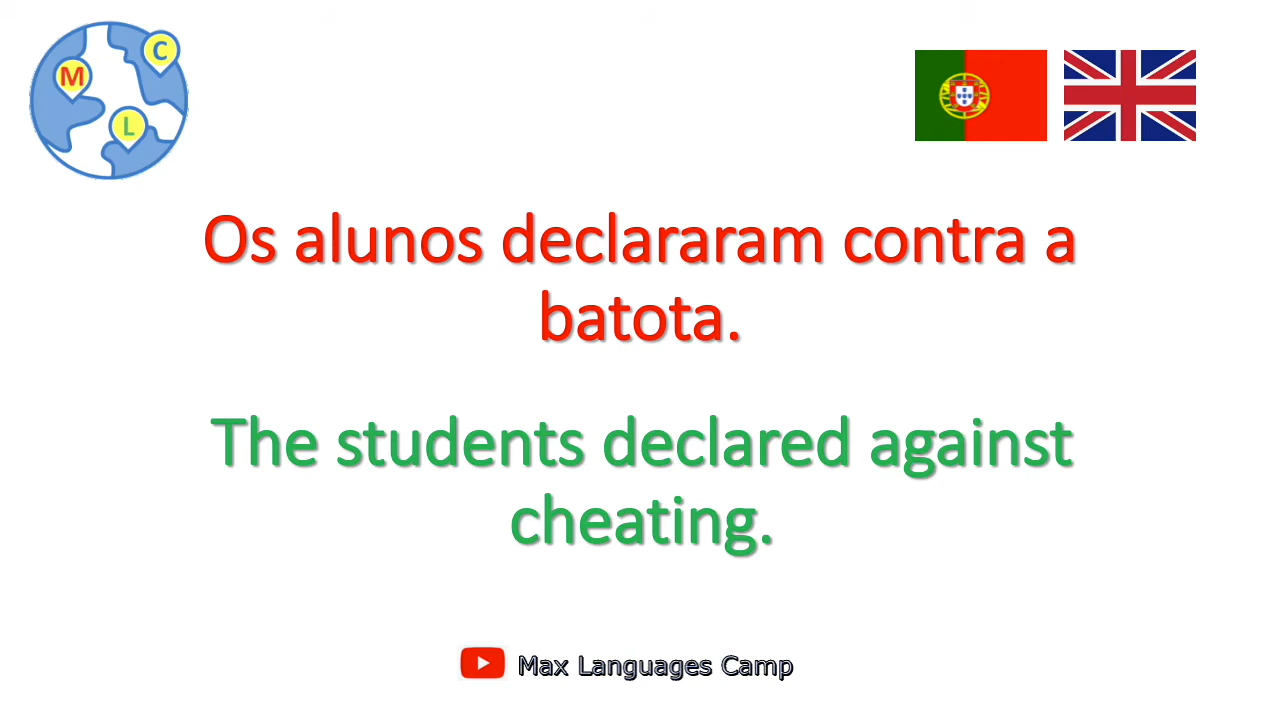 C
M
L
Os alunos declararam contra a
batota.
The students declared against
cheating.
Max Languages Camp